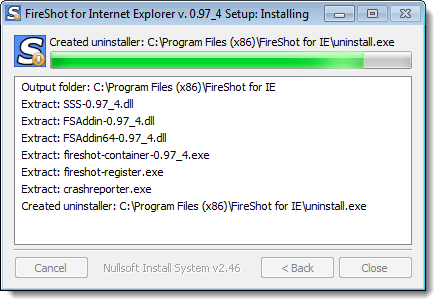 FireShot for Internet Explorer v. 0.97_4 Setup: Installing
Created uninstaller: C:\Program Files (x86)\FireShot for IE\uninstall.exe
Output folder: C:\Program Files (x86)\FireShot for IE
Extract: SSS-0.97_4.dll
Extract: FSAddin-0.97_4.dll
Extract: FSAddin64-0.97_4.dll
Extract: fireshot-container-0.97_4.exe
Extract: fireshot-register.exe
Extract: crashreporter.exe
Created uninstaller: C:\Program Files (x86)\FireShot for IE\uninstall.exe
Cancel Nullsoft Install System v2.46 < Back Close